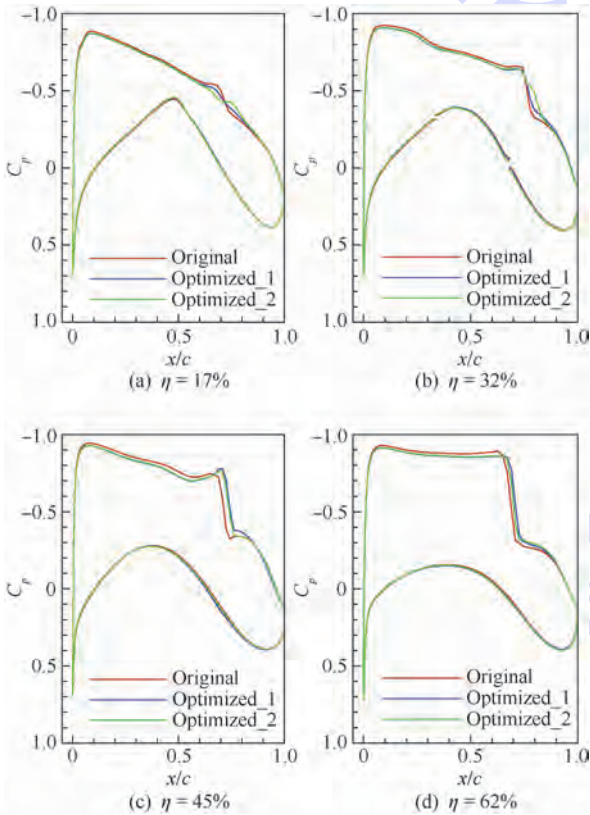 −1.0
−0.5
0
0.5
1.0
C_p
Original
Optimized_1
Optimized_2
0
0.5
1.0
x/c
(a) η = 17%
−1.0
−0.5
0
0.5
1.0
C_p
Original
Optimized_1
Optimized_2
0
0.5
1.0
x/c
(b) η = 32%
−1.0
−0.5
0
0.5
1.0
C_p
Original
Optimized_1
Optimized_2
0
0.5
1.0
x/c
(c) η = 45%
−1.0
−0.5
0
0.5
1.0
C_p
Original
Optimized_1
Optimized_2
0
0.5
1.0
x/c
(d) η = 62%